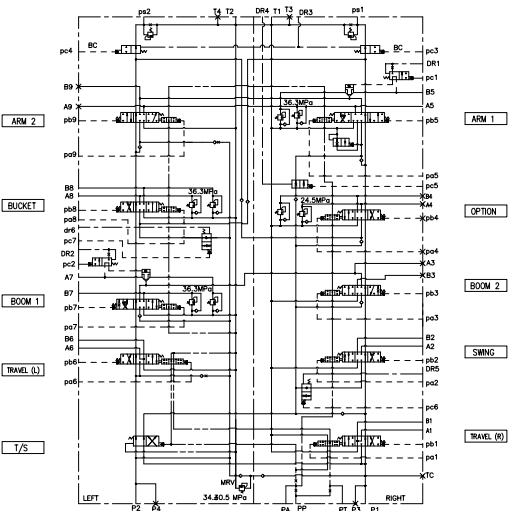 ps2
T4 T2 DR4 T1 T3 DR3
ps1
pc4 BC
BC pc3
DR1
pc1
B9
B5
A9
36.3MPa
A5
ARM 2
pb9
pb5
ARM 1
pa9
pa5
pc5
B8
A8
36.3MPa
24.5MPa
B4
A4
BUCKET
pb8
pa8
pb4
OPTION
dr6
pc7
pa4
DR2
pc2
A3
A7
B3
B7
36.3MPa
BOOM 1
pb7
pb3
BOOM 2
pa7
pa3
B6
A6
B2
A2
SWING
TRAVEL (L)
pb6
pb2
DR5
pa6
pa2
pc6
B1
A1
T/S
pb1
TRAVEL (R)
pa1
TC
MRV
LEFT
34.3
40.5 MPa
RIGHT
P2 P4 PA PP PT P3 P1